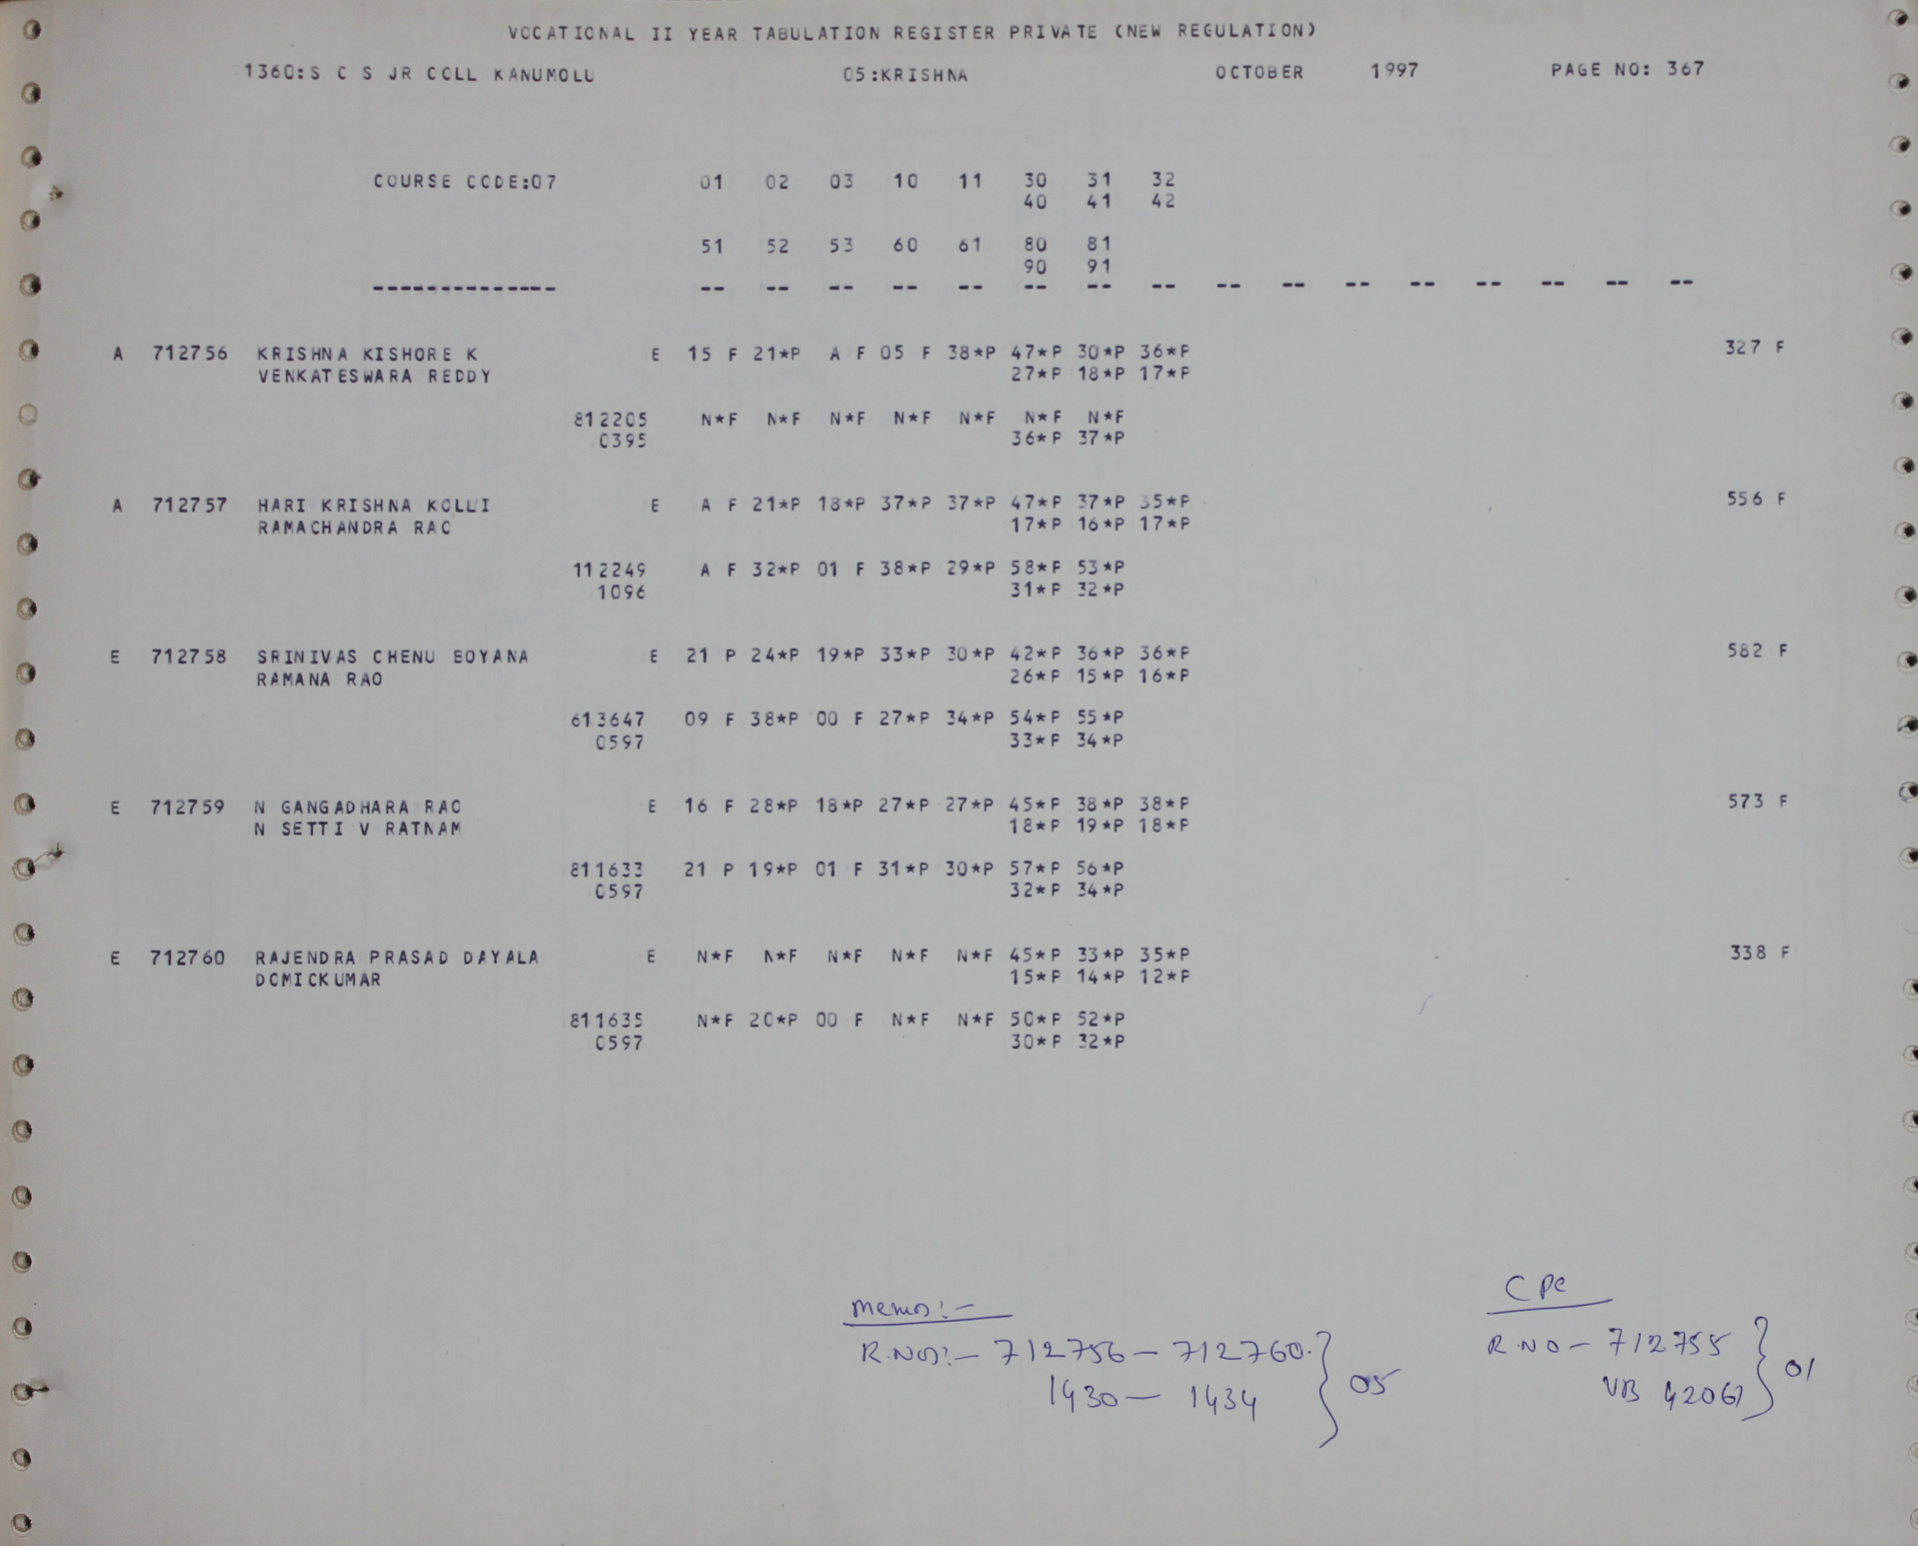 VOCATIONAL II YEAR TABULATION REGISTER PRIVATE (NEW REGULATION)
1360:S C S JR COLL KANUMOLU 05:KRISHNA OCTOBER 1997 PAGE NO: 367
COURSE CODE:07 01 02 03 10 11 30 31 32
40 41 42
51 52 53 60 61 80 81
90 91
-------------- -- -- -- -- -- -- -- -- -- -- -- -- -- -- -- --
A 712756 KRISHNA KISHORE K E 15 F 21*P A F 05 F 38*P 47*P 30*P 36*P 327 F
VENKATESWARA REDDY 27*P 18*P 17*P
812205 N*F N*F N*F N*F N*F N*F N*F
0395 36*P 37*P
A 712757 HARI KRISHNA KOLLI E A F 21*P 18*P 37*P 37*P 47*P 37*P 35*P 556 F
RAMACHANDRA RAO 17*P 16*P 17*P
112249 A F 32*P 01 F 38*P 29*P 58*P 53*P
1096 31*P 32*P
E 712758 SRINIVAS CHENU BOYANA E 21 P 24*P 19*P 33*P 30*P 42*P 36*P 36*P 582 F
RAMANA RAO 26*P 15*P 16*P
613647 09 F 38*P 00 F 27*P 34*P 54*P 55*P
0597 33*P 34*P
E 712759 N GANGADHARA RAO E 16 F 28*P 18*P 27*P 27*P 45*P 38*P 38*P 573 F
N SETTI V RATNAM 18*P 19*P 18*P
811633 21 P 19*P 01 F 31*P 30*P 57*P 56*P
0597 32*P 34*P
E 712760 RAJENDRA PRASAD DAYALA E N*F N*F N*F N*F N*F 45*P 33*P 35*P 338 F
DOMICKUMAR 15*P 14*P 12*P
811635 N*F 20*P 00 F N*F N*F 50*P 52*P
0597 30*P 32*P
Memo:-
R.NO:- 712756 - 712760. } 05
1430 - 1434
CPC
R.NO - 712755 } 01
VB 42061